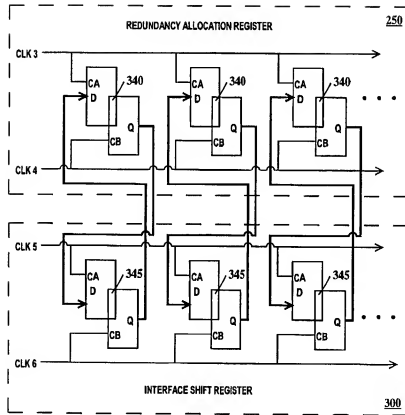 REDUNDANCY ALLOCATION REGISTER 250
CLK 3
340 340 340
CA CA CA
D D D
Q Q Q
CB CB CB
CLK 4
CLK 5
345 345 345
CA CA CA
D D D
Q Q Q
CB CB CB
CLK 6
INTERFACE SHIFT REGISTER 300